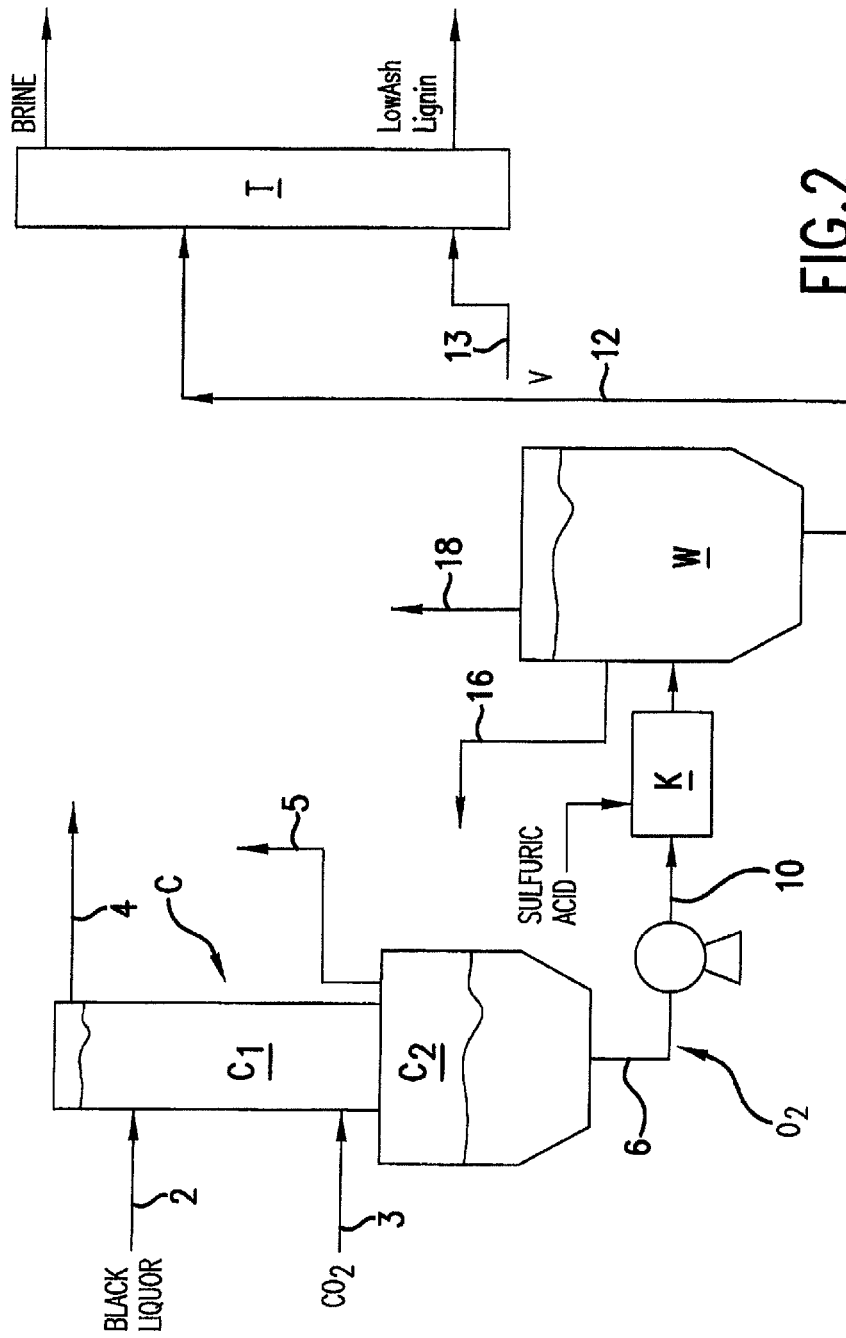 BLACK
LIQUOR
2
CO2
3
4
C
C1
C2
5
6
O2
SULFURIC
ACID
10
K
16
18
W
12
V
13
T
BRINE
LowAsh
Lignin
FIG.2